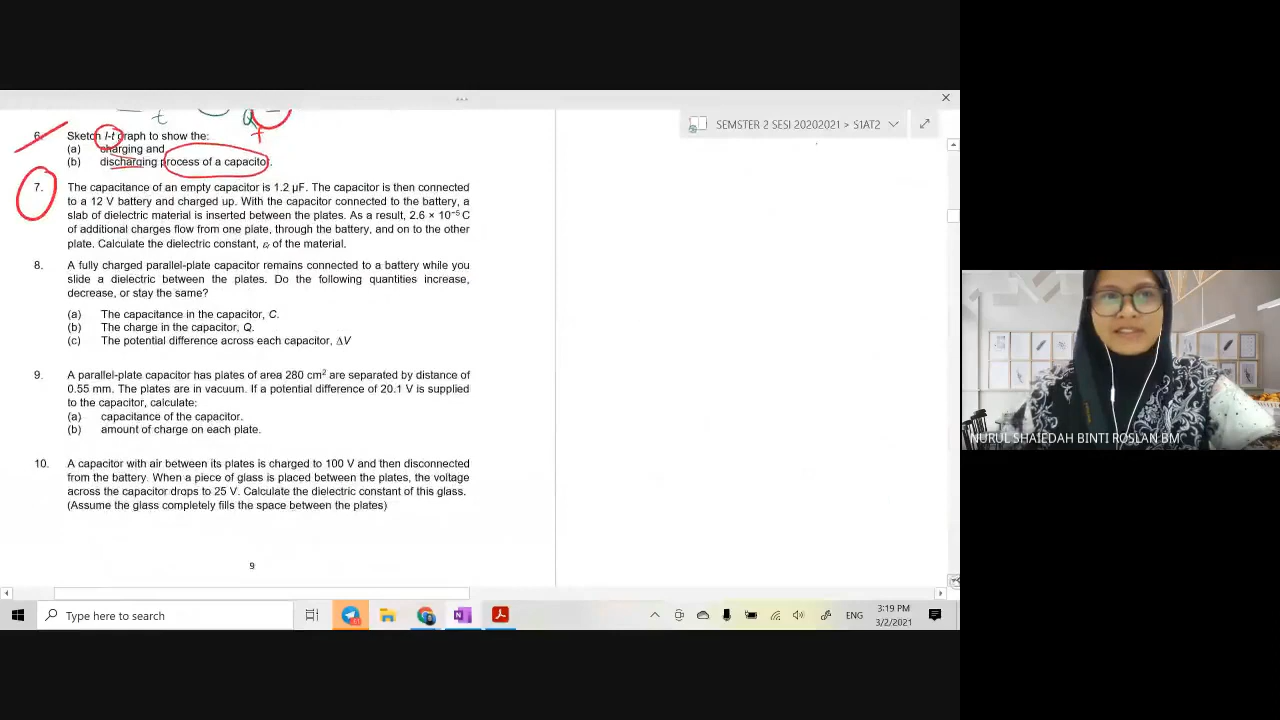 t
Q
t
6. Sketch I-t graph to show the:
(a) charging and
(b) discharging process of a capacitor.
7. The capacitance of an empty capacitor is 1.2 μF. The capacitor is then connected
to a 12 V battery and charged up. With the capacitor connected to the battery, a
slab of dielectric material is inserted between the plates. As a result, 2.6 × 10⁻⁵ C
of additional charges flow from one plate, through the battery, and on to the other
plate. Calculate the dielectric constant, εᵣ of the material.
8. A fully charged parallel-plate capacitor remains connected to a battery while you
slide a dielectric between the plates. Do the following quantities increase,
decrease, or stay the same?
(a) The capacitance in the capacitor, C.
(b) The charge in the capacitor, Q.
(c) The potential difference across each capacitor, ΔV
9. A parallel-plate capacitor has plates of area 280 cm² are separated by distance of
0.55 mm. The plates are in vacuum. If a potential difference of 20.1 V is supplied
to the capacitor, calculate:
(a) capacitance of the capacitor.
(b) amount of charge on each plate.
10. A capacitor with air between its plates is charged to 100 V and then disconnected
from the battery. When a piece of glass is placed between the plates, the voltage
across the capacitor drops to 25 V. Calculate the dielectric constant of this glass.
(Assume the glass completely fills the space between the plates)
9
SEMSTER 2 SESI 20202021 > S1AT2
NURUL SHAIEDAH BINTI ROSLAN BM
Type here to search
ENG
3:19 PM
3/2/2021